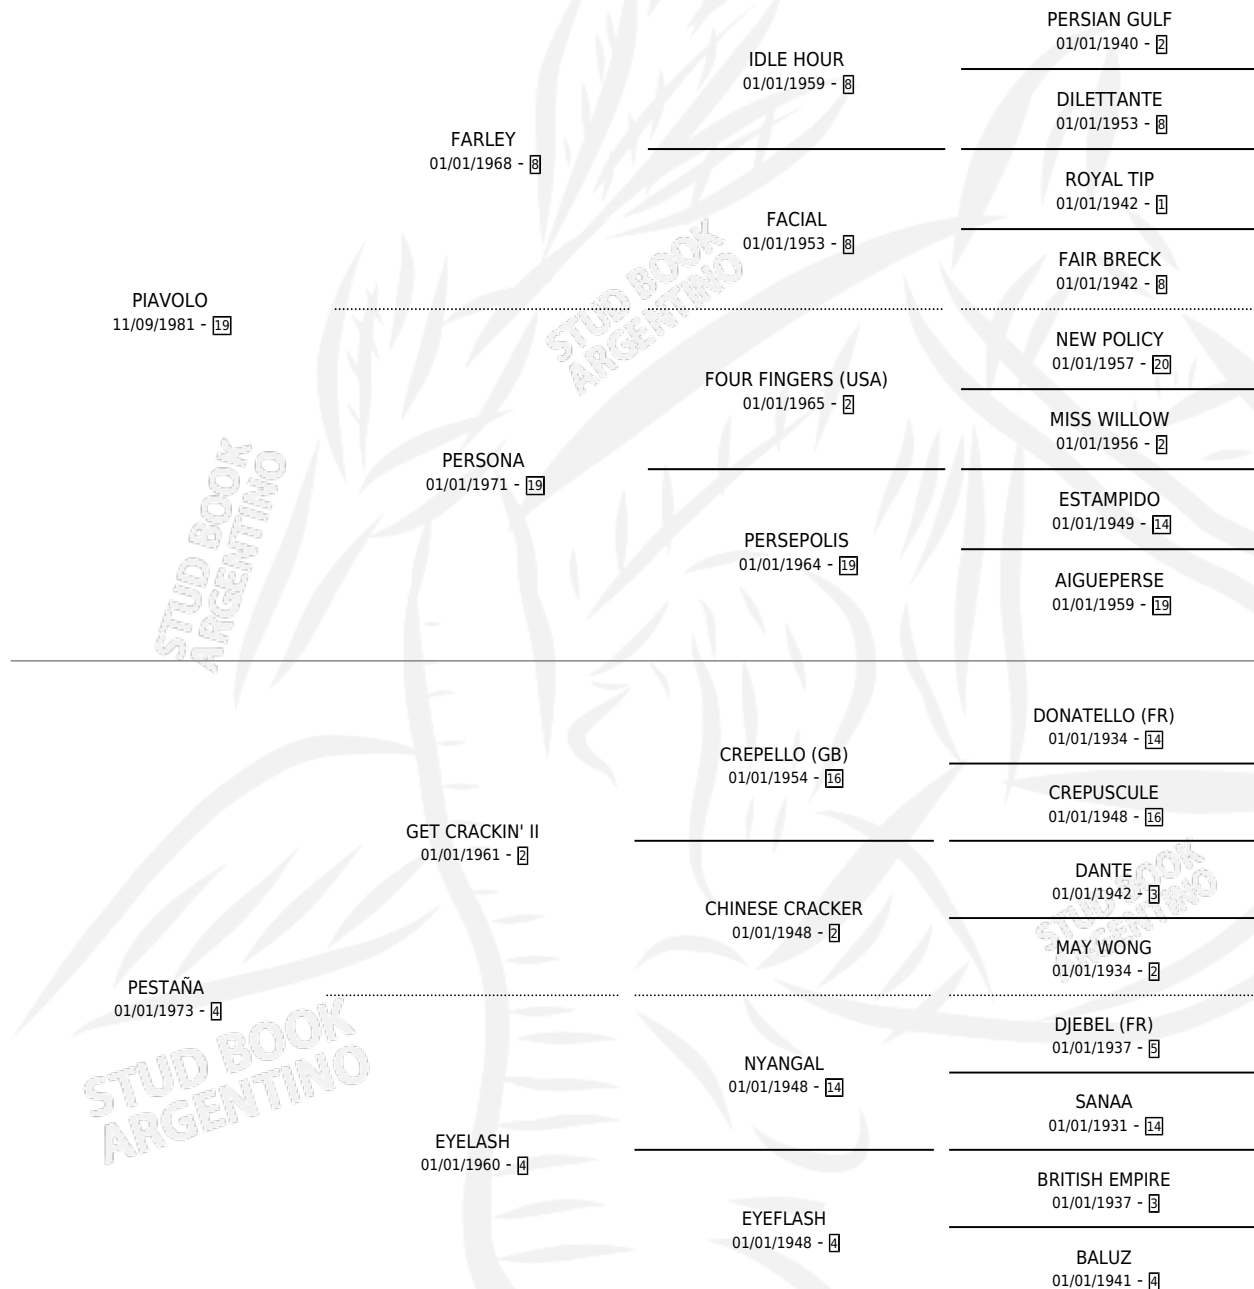 PERSIAN GULF
01/01/1940 - 2
IDLE HOUR
01/01/1959 - 8
DILETTANTE
01/01/1953 - 8
FARLEY
01/01/1968 - 8
ROYAL TIP
01/01/1942 - 1
FACIAL
01/01/1953 - 8
FAIR BRECK
01/01/1942 - 8
PIAVOLO
11/09/1981 - 19
NEW POLICY
01/01/1957 - 20
FOUR FINGERS (USA)
01/01/1965 - 2
MISS WILLOW
01/01/1956 - 2
PERSONA
01/01/1971 - 19
ESTAMPIDO
01/01/1949 - 14
PERSEPOLIS
01/01/1964 - 19
AIGUEPERSE
01/01/1959 - 19
DONATELLO (FR)
01/01/1934 - 14
CREPELLO (GB)
01/01/1954 - 16
CREPUSCULE
01/01/1948 - 16
GET CRACKIN' II
01/01/1961 - 2
DANTE
01/01/1942 - 3
CHINESE CRACKER
01/01/1948 - 2
MAY WONG
01/01/1934 - 2
PESTAÑA
01/01/1973 - 4
DJEBEL (FR)
01/01/1937 - 5
NYANGAL
01/01/1948 - 14
SANAA
01/01/1931 - 14
EYELASH
01/01/1960 - 4
BRITISH EMPIRE
01/01/1937 - 3
EYEFLASH
01/01/1948 - 4
BALUZ
01/01/1941 - 4
STUD BOOK
ARGENTINO
STUD BOOK
ARGENTINO
STUD BOOK
ARGENTINO
STUD BOOK
ARGENTINO